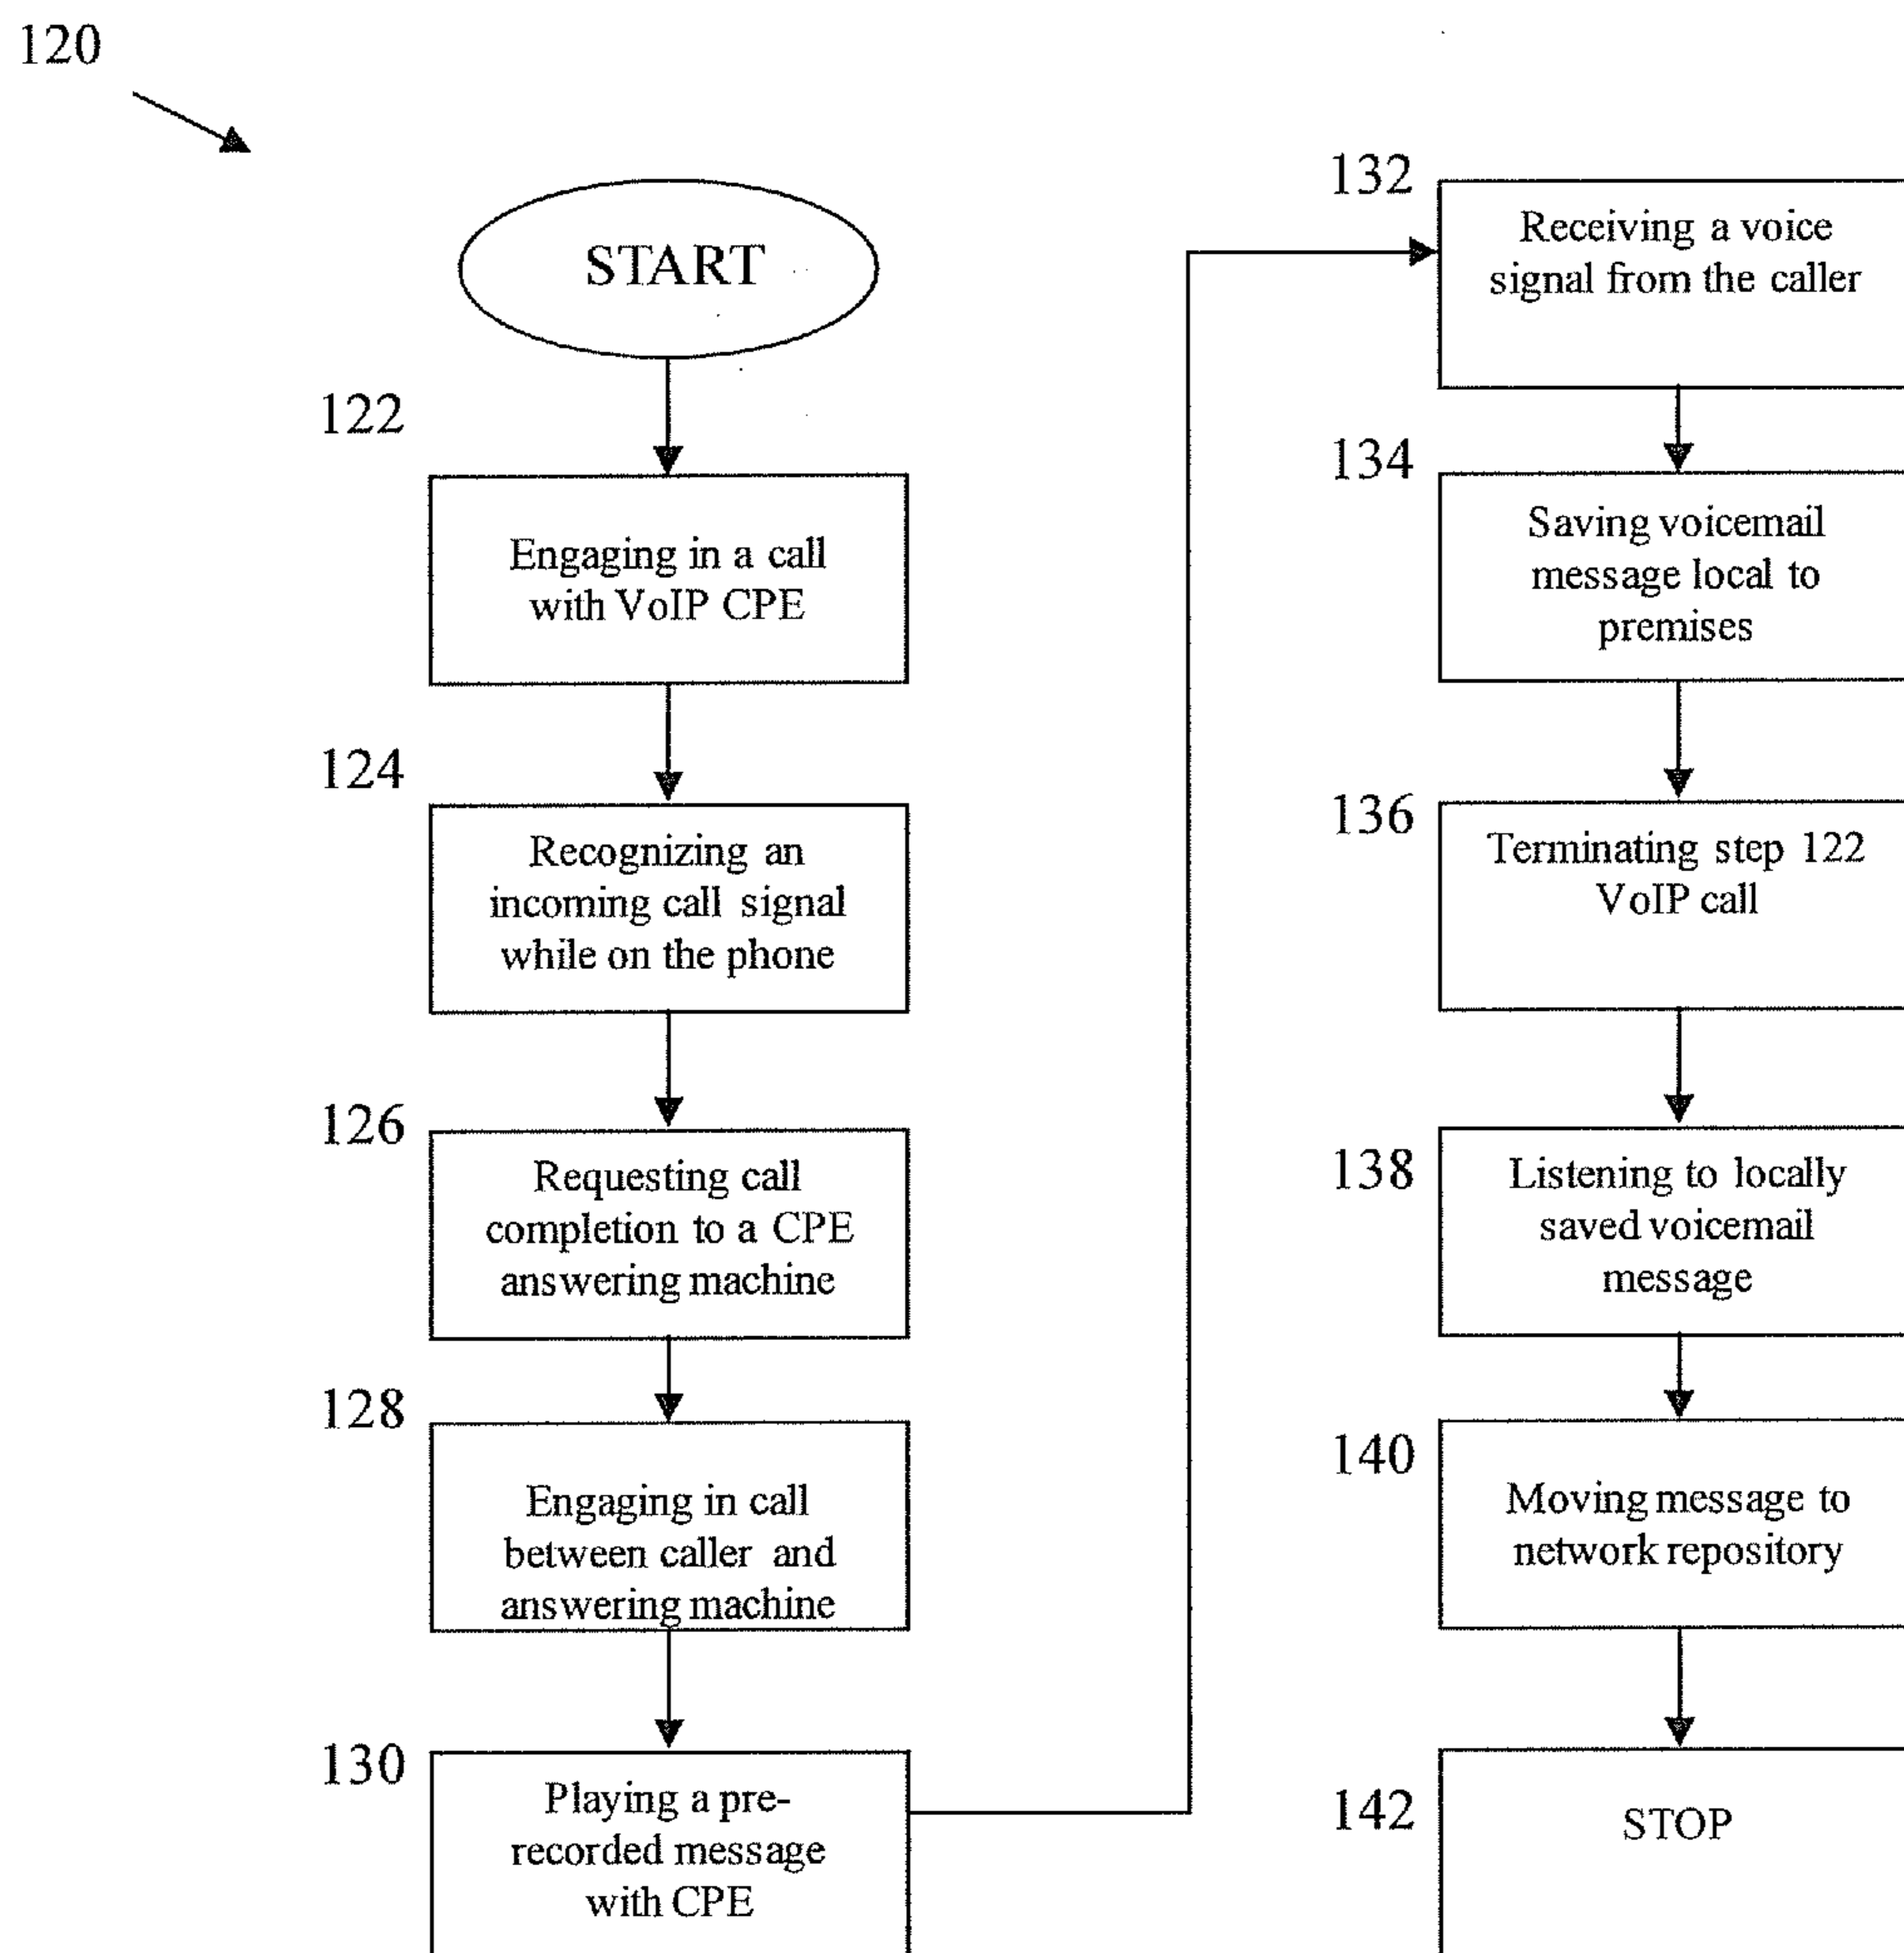 120
START
122
Engaging in a call
with VoIP CPE
124
Recognizing an
incoming call signal
while on the phone
126
Requesting call
completion to a CPE
answering machine
128
Engaging in call
between caller and
answering machine
130
Playing a pre-
recorded message
with CPE
132
Receiving a voice
signal from the caller
134
Saving voicemail
message local to
premises
136
Terminating step 122
VoIP call
138
Listening to locally
saved voicemail
message
140
Moving message to
network repository
142
STOP